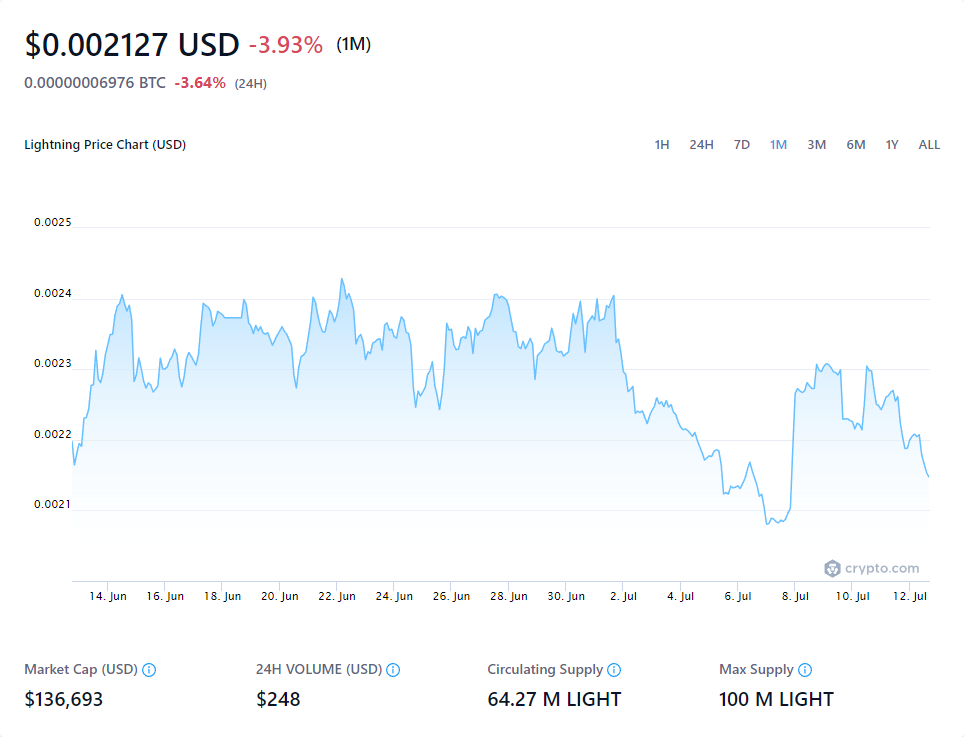 $0.002127 USD -3.93% (1M)
0.00000006976 BTC -3.64% (24H)
Lightning Price Chart (USD)
1H 24H 7D 1M 3M 6M 1Y ALL
0.0025
0.0024
0.0023
0.0022
0.0021
crypto.com
14. Jun 16. Jun 18. Jun 20. Jun 22. Jun 24. Jun 26. Jun 28. Jun 30. Jun 2. Jul 4. Jul 6. Jul 8. Jul 10. Jul 12. Jul
Market Cap (USD) 24H VOLUME (USD) Circulating Supply Max Supply
$136,693 $248 64.27 M LIGHT 100 M LIGHT